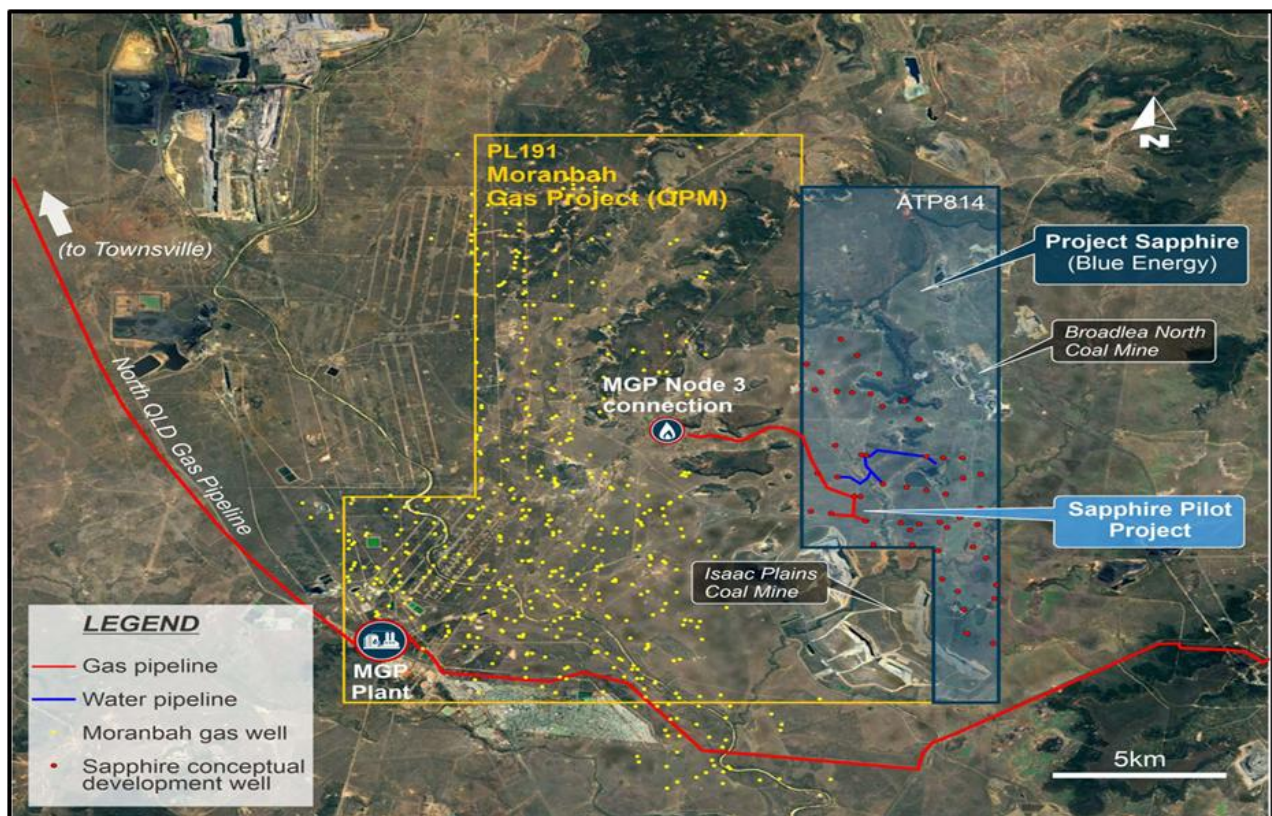 PL191
Moranbah
Gas Project (QPM)
ATP814
N
(to Townsville)
Project Sapphire
(Blue Energy)
Broadlea North
Coal Mine
MGP Node 3
connection
North QLD Gas Pipeline
Sapphire Pilot
Project
Isaac Plains
Coal Mine
MGP
Plant
LEGEND
Gas pipeline
Water pipeline
Moranbah gas well
Sapphire conceptual
development well
5km